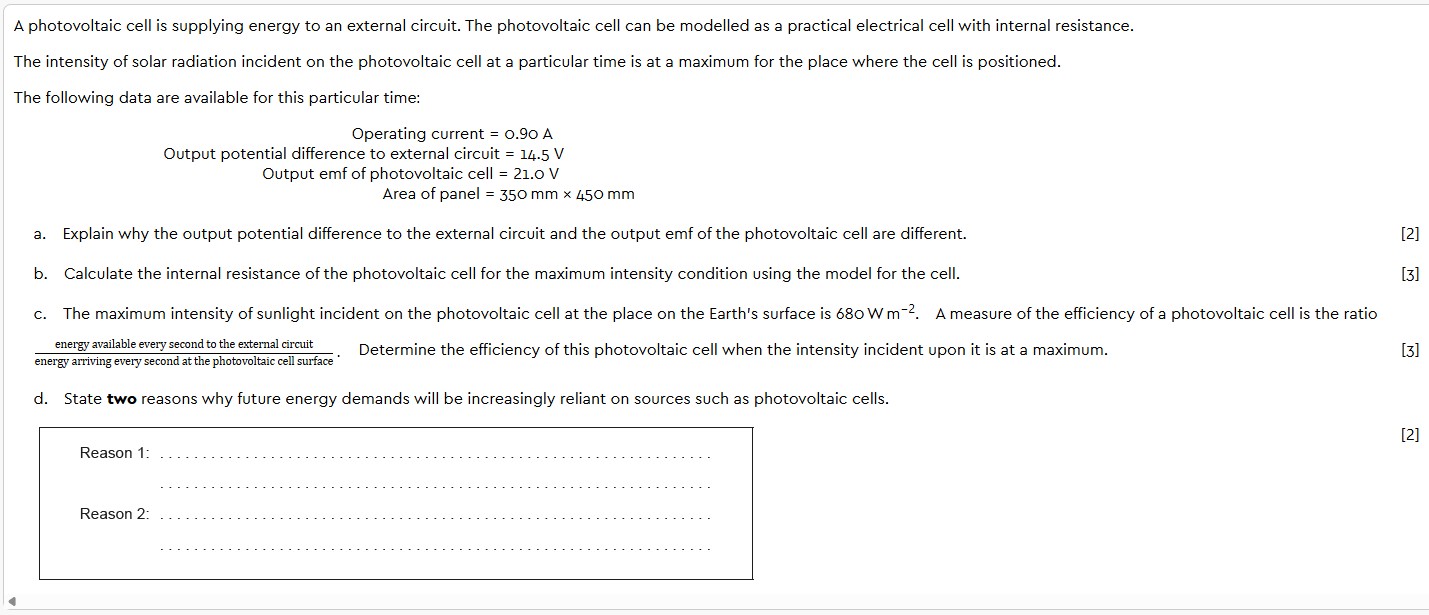 A photovoltaic cell is supplying energy to an external circuit. The photovoltaic cell can be modelled as a practical electrical cell with internal resistance.
The intensity of solar radiation incident on the photovoltaic cell at a particular time is at a maximum for the place where the cell is positioned.
The following data are available for this particular time:
Operating current = 0.90 A
Output potential difference to external circuit = 14.5 V
Output emf of photovoltaic cell = 21.0 V
Area of panel = 350 mm × 450 mm
a. Explain why the output potential difference to the external circuit and the output emf of the photovoltaic cell are different. [2]
b. Calculate the internal resistance of the photovoltaic cell for the maximum intensity condition using the model for the cell. [3]
c. The maximum intensity of sunlight incident on the photovoltaic cell at the place on the Earth's surface is 680 W m⁻². A measure of the efficiency of a photovoltaic cell is the ratio
energy available every second to the external circuit
energy arriving every second at the photovoltaic cell surface
. Determine the efficiency of this photovoltaic cell when the intensity incident upon it is at a maximum. [3]
d. State two reasons why future energy demands will be increasingly reliant on sources such as photovoltaic cells.
[2]
Reason 1:
Reason 2: